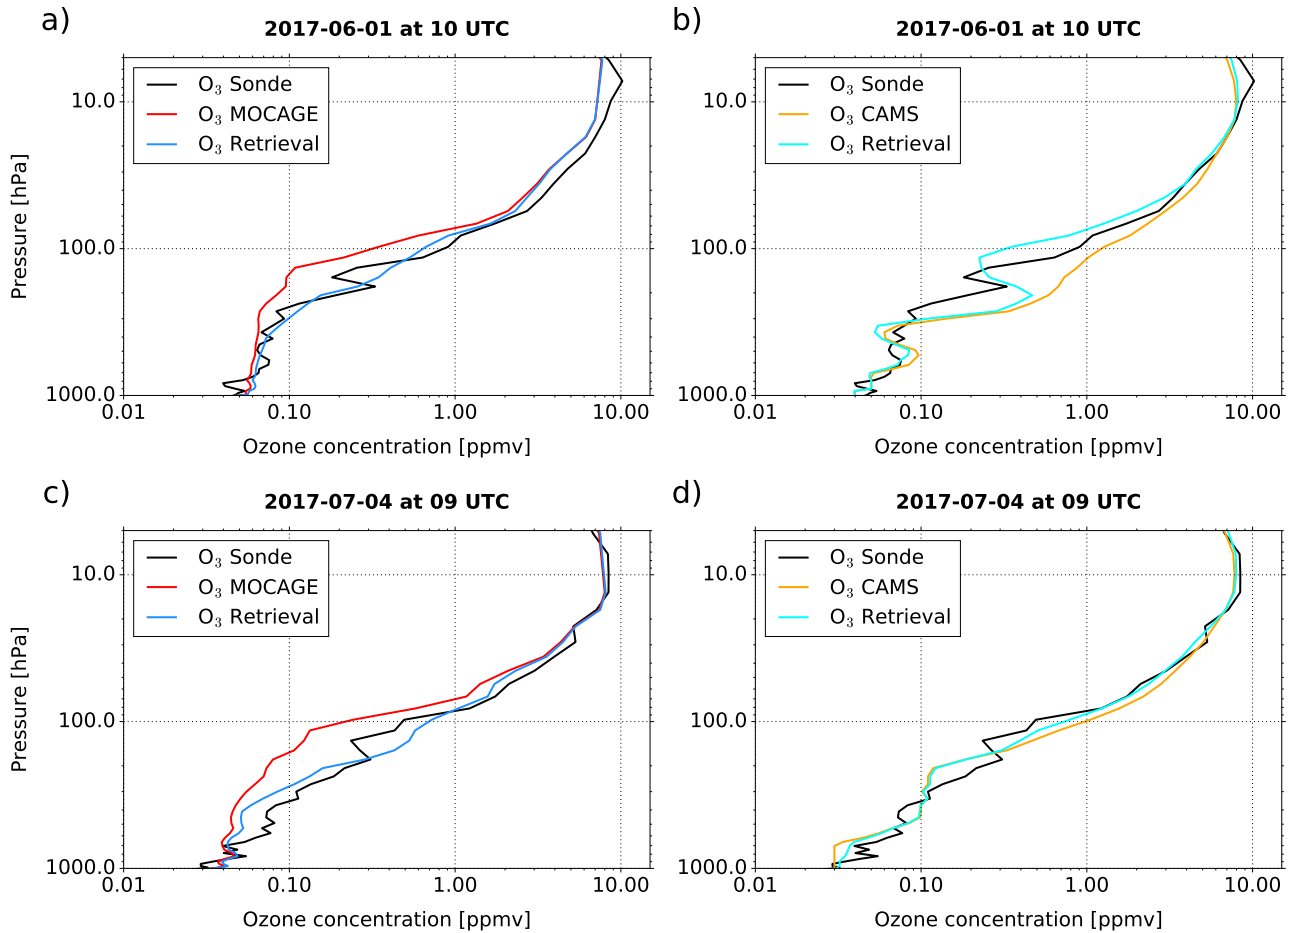 a)
2017-06-01 at 10 UTC
O₃ Sonde
O₃ MOCAGE
O₃ Retrieval
10.0
100.0
1000.0
Pressure [hPa]
0.01 0.10 1.00 10.00
Ozone concentration [ppmv]
b)
2017-06-01 at 10 UTC
O₃ Sonde
O₃ CAMS
O₃ Retrieval
10.0
100.0
1000.0
0.01 0.10 1.00 10.00
Ozone concentration [ppmv]
c)
2017-07-04 at 09 UTC
O₃ Sonde
O₃ MOCAGE
O₃ Retrieval
10.0
100.0
1000.0
Pressure [hPa]
0.01 0.10 1.00 10.00
Ozone concentration [ppmv]
d)
2017-07-04 at 09 UTC
O₃ Sonde
O₃ CAMS
O₃ Retrieval
10.0
100.0
1000.0
0.01 0.10 1.00 10.00
Ozone concentration [ppmv]